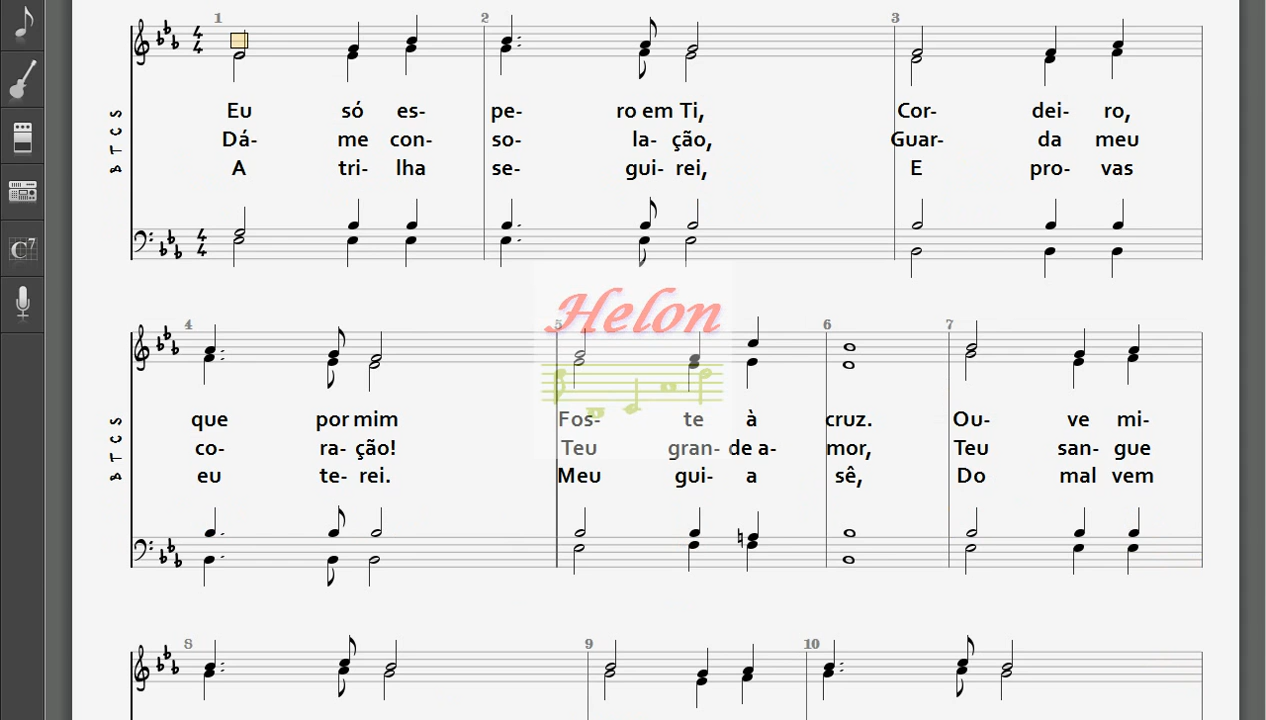 1 2 3
Eu só es- pe- ro em Ti, Cor- dei- ro,
Dá- me con- so- la- ção, Guar- da meu
A tri- lha se- gui- rei, E pro- vas
S
C
T
B
C7
Helon
4 5 6 7
que por mim Fos- te à cruz. Ou- ve mi-
co- ra- ção! Teu gran- de a- mor, Teu san- gue
eu te- rei. Meu gui- a sê, Do mal vem
S
C
T
B
8 9 10